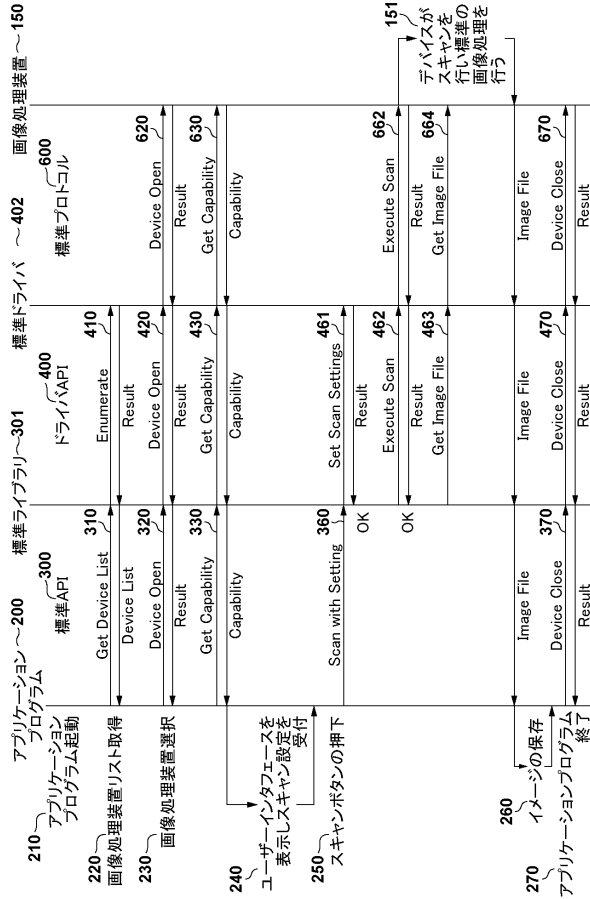 アプリケーション
プログラム ～200
標準ライブラリ～301
標準ドライバ ～402
画像処理装置 ～150
300
標準API
400
ドライバAPI
600
標準プロトコル
210
アプリケーション
プログラム起動
Get Device List 310
Enumerate 410
Device List
Result
220
画像処理装置リスト取得
Device Open 320
Device Open 420
Device Open 620
Result
Result
Result
230
画像処理装置選択
Get Capability 330
Get Capability 430
Get Capability 630
Capability
Capability
Capability
240
ユーザーインタフェースを
表示しスキャン設定を
受付
250
スキャンボタンの押下
Scan with Setting 360
Set Scan Settings 461
OK
Result
Execute Scan 462
Execute Scan 662
OK
Result
Result
Get Image File 463
Get Image File 664
151
デバイスが
スキャンを
行い標準の
画像処理を
行う
Image File
Image File
Image File
260
イメージの保存
Device Close 370
Device Close 470
Device Close 670
270
アプリケーションプログラム
終了
Result
Result
Result